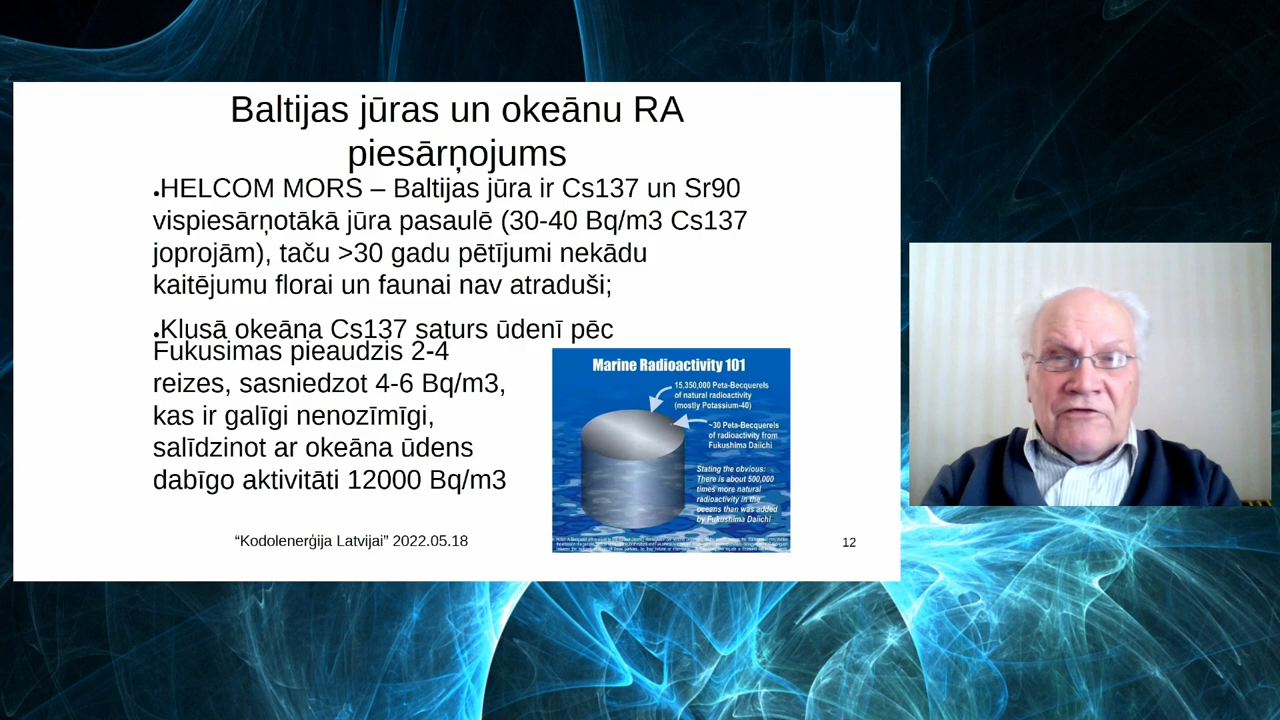 Baltijas jūras un okeānu RA
piesārņojums
•HELCOM MORS – Baltijas jūra ir Cs137 un Sr90
vispiesārņotākā jūra pasaulē (30-40 Bq/m3 Cs137
joprojām), taču >30 gadu pētījumi nekādu
kaitējumu florai un faunai nav atraduši;
•Klusā okeāna Cs137 saturs ūdenī pēc
Fukusimas pieaudzis 2-4
reizes, sasniedzot 4-6 Bq/m3,
kas ir galīgi nenozīmīgi,
salīdzinot ar okeāna ūdens
dabīgo aktivitāti 12000 Bq/m3
Marine Radioactivity 101
15,350,000 Peta-Becquerels
of natural radioactivity
(mostly Potassium-40)
~30 Peta-Becquerels
of radioactivity from
Fukushima Daiichi
Stating the obvious:
There is about 500,000
times more natural
radioactivity in the
oceans than was added
by Fukushima Daiichi
“Kodolenerģija Latvijai” 2022.05.18
12